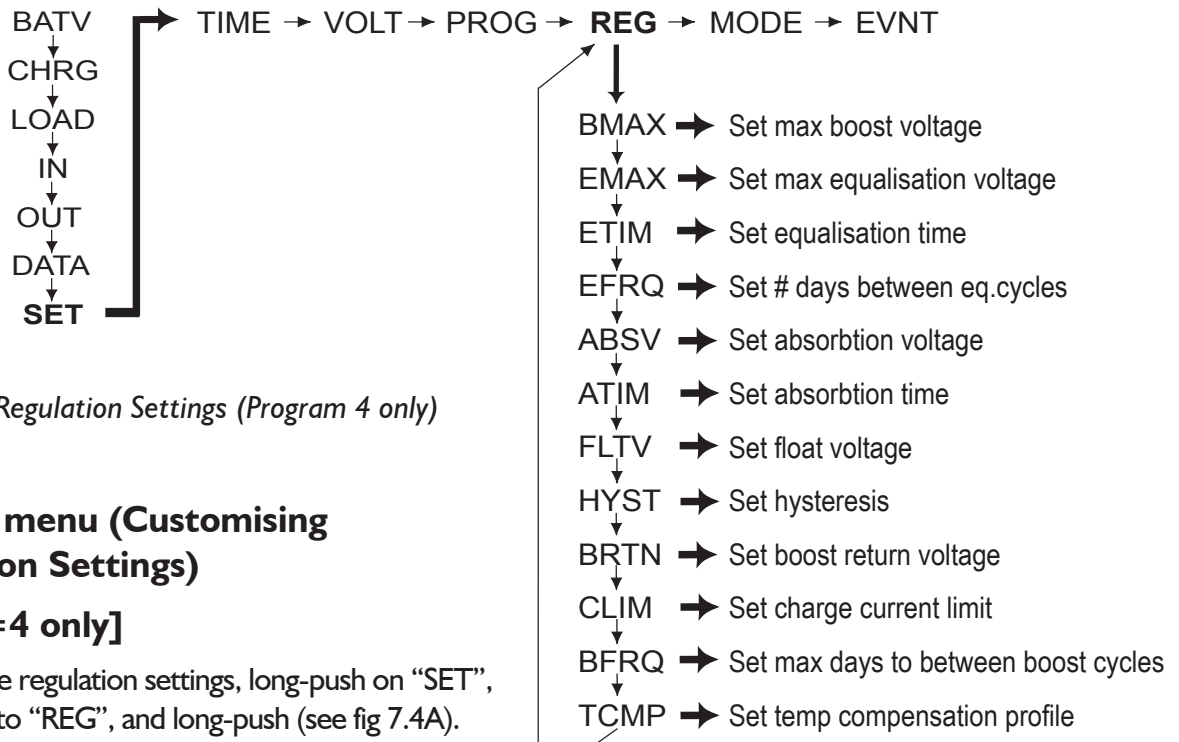 BATV
CHRG
LOAD
IN
OUT
DATA
SET
TIME VOLT PROG REG MODE EVNT
BMAX Set max boost voltage
EMAX Set max equalisation voltage
ETIM Set equalisation time
EFRQ Set # days between eq.cycles
ABSV Set absorbtion voltage
ATIM Set absorbtion time
FLTV Set float voltage
HYST Set hysteresis
BRTN Set boost return voltage
CLIM Set charge current limit
BFRQ Set max days to between boost cycles
TCMP Set temp compensation profile
Regulation Settings (Program 4 only)
menu (Customising
on Settings)
=4 only]
e regulation settings, long-push on "SET",
to "REG", and long-push (see fig 7.4A).